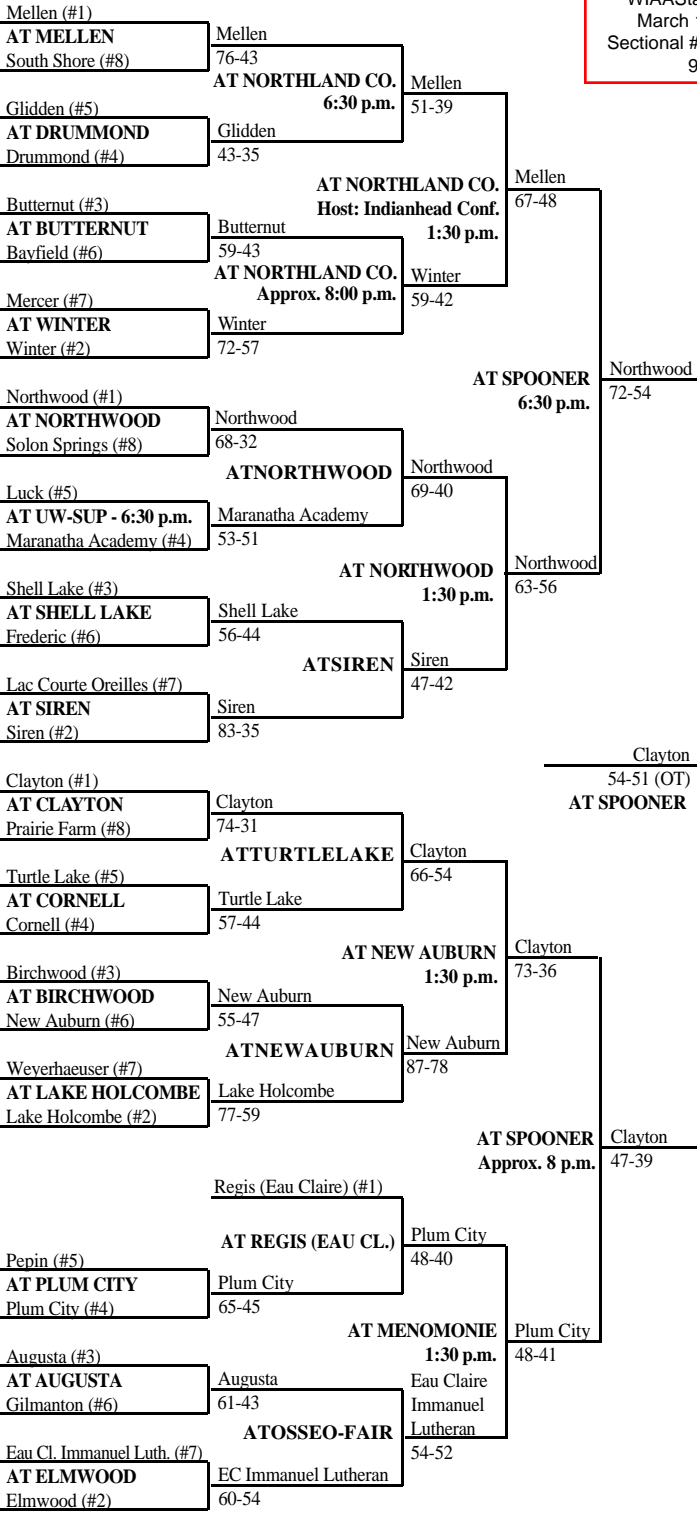 WIAASta
March 1
Sectional #
9
Mellen (#1)
AT MELLEN
South Shore (#8)
Mellen
76-43
AT NORTHLAND CO.
6:30 p.m.
Mellen
51-39
Glidden (#5)
AT DRUMMOND
Drummond (#4)
Glidden
43-35
AT NORTHLAND CO.
Host: Indianhead Conf.
1:30 p.m.
Mellen
67-48
Butternut (#3)
AT BUTTERNUT
Bayfield (#6)
Butternut
59-43
AT NORTHLAND CO.
Approx. 8:00 p.m.
Winter
59-42
Mercer (#7)
AT WINTER
Winter (#2)
Winter
72-57
AT SPOONER
6:30 p.m.
Northwood
72-54
Northwood (#1)
AT NORTHWOOD
Solon Springs (#8)
Northwood
68-32
ATNORTHWOOD
Northwood
69-40
Luck (#5)
AT UW-SUP - 6:30 p.m.
Maranatha Academy (#4)
Maranatha Academy
53-51
AT NORTHWOOD
1:30 p.m.
Northwood
63-56
Shell Lake (#3)
AT SHELL LAKE
Frederic (#6)
Shell Lake
56-44
ATSIREN
Siren
47-42
Lac Courte Oreilles (#7)
AT SIREN
Siren (#2)
Siren
83-35
Clayton
54-51 (OT)
AT SPOONER
Clayton (#1)
AT CLAYTON
Prairie Farm (#8)
Clayton
74-31
ATTURTLELAKE
Clayton
66-54
Turtle Lake (#5)
AT CORNELL
Cornell (#4)
Turtle Lake
57-44
AT NEW AUBURN
1:30 p.m.
Clayton
73-36
Birchwood (#3)
AT BIRCHWOOD
New Auburn (#6)
New Auburn
55-47
ATNEWAUBURN
New Auburn
87-78
Weyerhaeuser (#7)
AT LAKE HOLCOMBE
Lake Holcombe (#2)
Lake Holcombe
77-59
AT SPOONER
Approx. 8 p.m.
Clayton
47-39
Regis (Eau Claire) (#1)
AT REGIS (EAU CL.)
Plum City
48-40
Pepin (#5)
AT PLUM CITY
Plum City (#4)
Plum City
65-45
AT MENOMONIE
1:30 p.m.
Plum City
48-41
Augusta (#3)
AT AUGUSTA
Gilmanton (#6)
Augusta
61-43
ATOSSEO-FAIR
Eau Claire
Immanuel
Lutheran
54-52
Eau Cl. Immanuel Luth. (#7)
AT ELMWOOD
Elmwood (#2)
EC Immanuel Lutheran
60-54